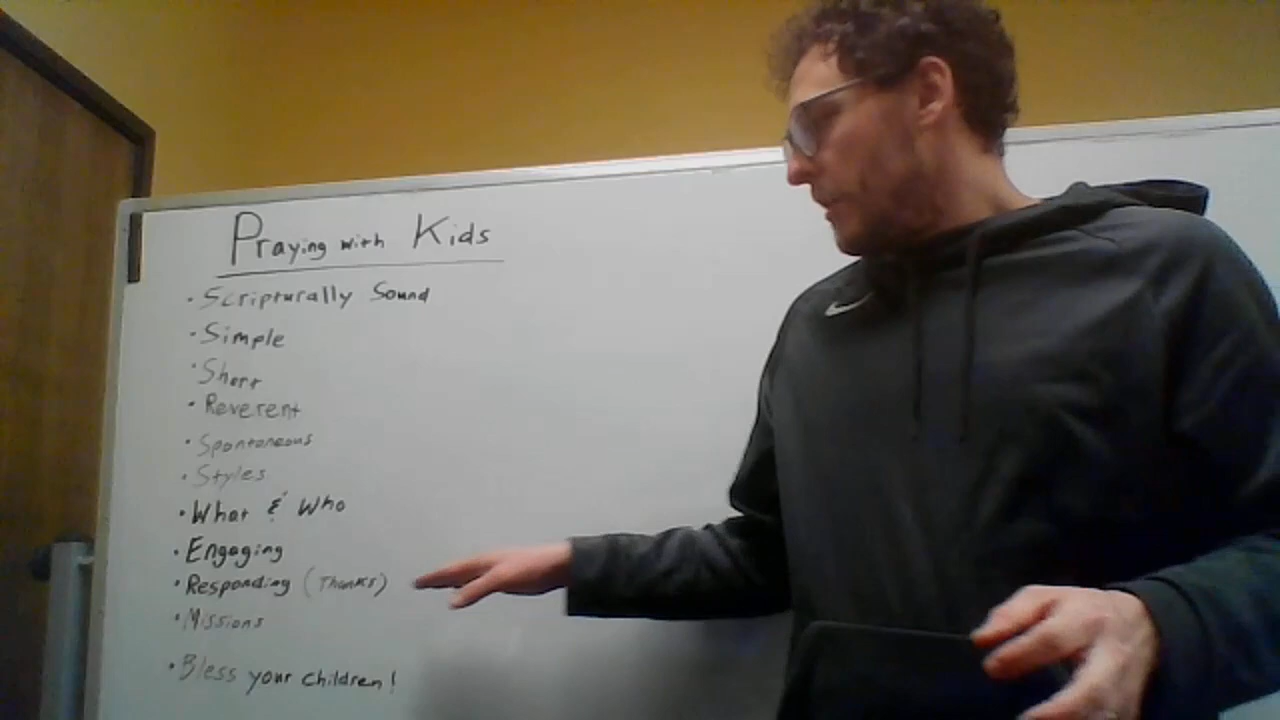 Praying with Kids
• Scripturally Sound
• Simple
• Short
• Reverent
• Spontaneous
• Styles
• What & Who
• Engaging
• Responding (Thanks)
• Missions
• Bless your children!